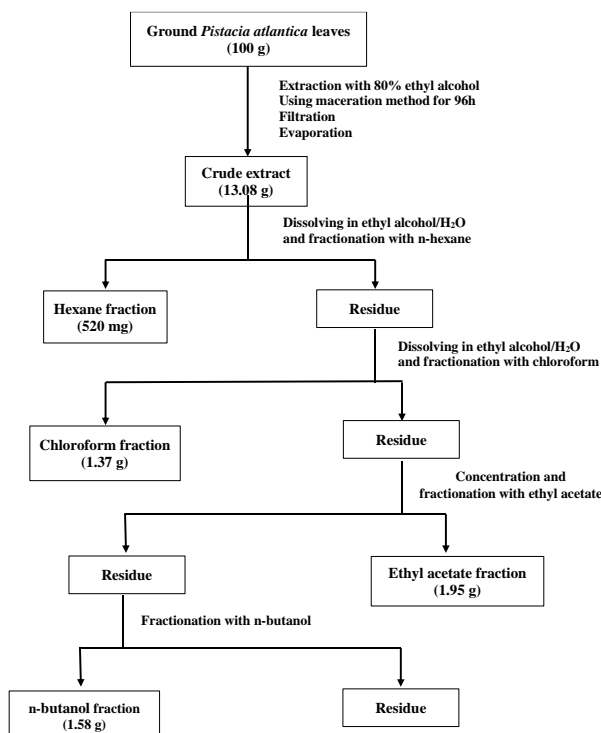 Ground Pistacia atlantica leaves
(100 g)
Extraction with 80% ethyl alcohol
Using maceration method for 96h
Filtration
Evaporation
Crude extract
(13.08 g)
Dissolving in ethyl alcohol/H₂O
and fractionation with n-hexane
Hexane fraction
(520 mg)
Residue
Dissolving in ethyl alcohol/H₂O
and fractionation with chloroform
Chloroform fraction
(1.37 g)
Residue
Concentration and
fractionation with ethyl acetate
Residue
Ethyl acetate fraction
(1.95 g)
Fractionation with n-butanol
n-butanol fraction
(1.58 g)
Residue